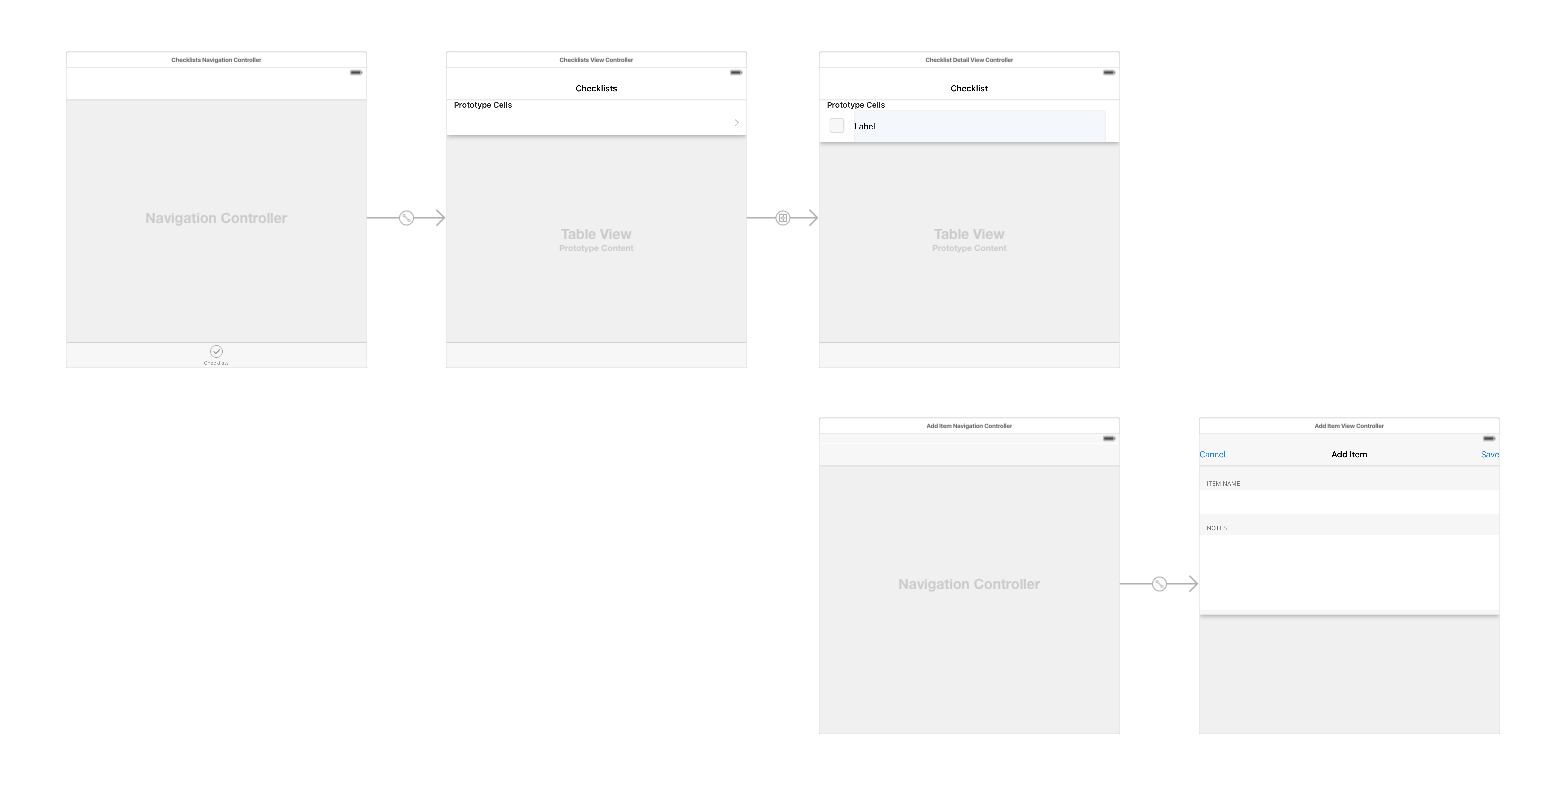 Checklists Navigation Controller
Navigation Controller
Checklists
Checklists View Controller
Checklists
Prototype Cells
Table View
Prototype Content
Checklist Detail View Controller
Checklist
Prototype Cells
Label
Table View
Prototype Content
Add Item Navigation Controller
Navigation Controller
Add Item View Controller
Cancel Add Item Save
ITEM NAME
NOTES